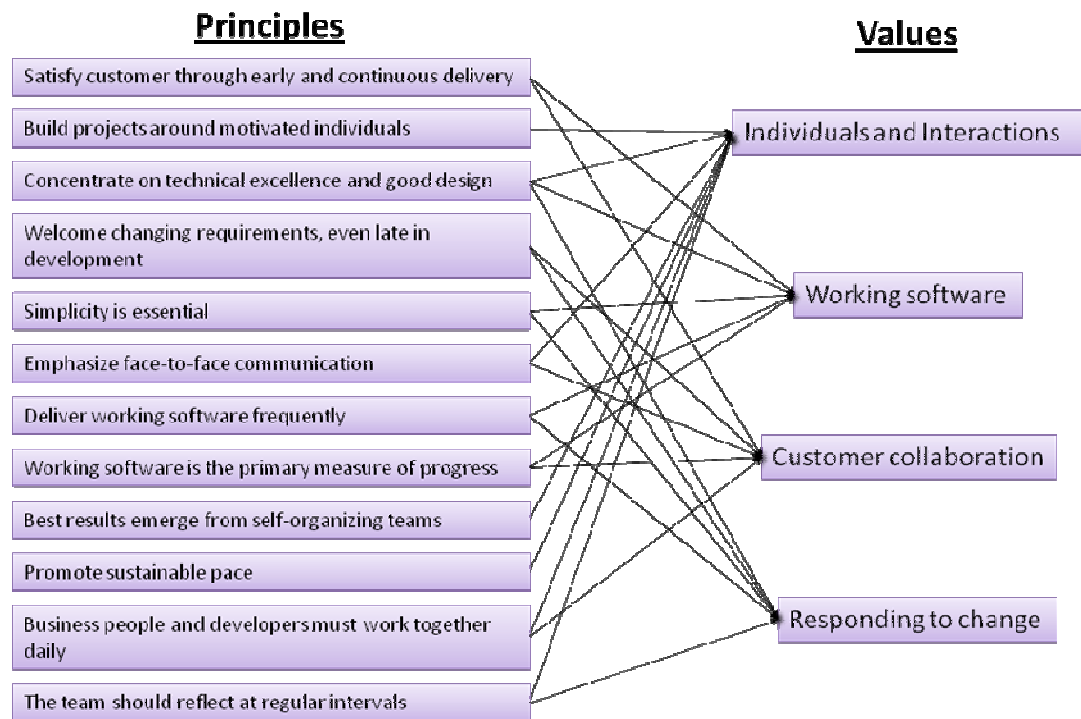 Principles
Satisfy customer through early and continuous delivery
Build projects around motivated individuals
Concentrate on technical excellence and good design
Welcome changing requirements, even late in
development
Simplicity is essential
Emphasize face-to-face communication
Deliver working software frequently
Working software is the primary measure of progress
Best results emerge from self-organizing teams
Promote sustainable pace
Business people and developers must work together
daily
The team should reflect at regular intervals
Values
Individuals and Interactions
Working software
Customer collaboration
Responding to change